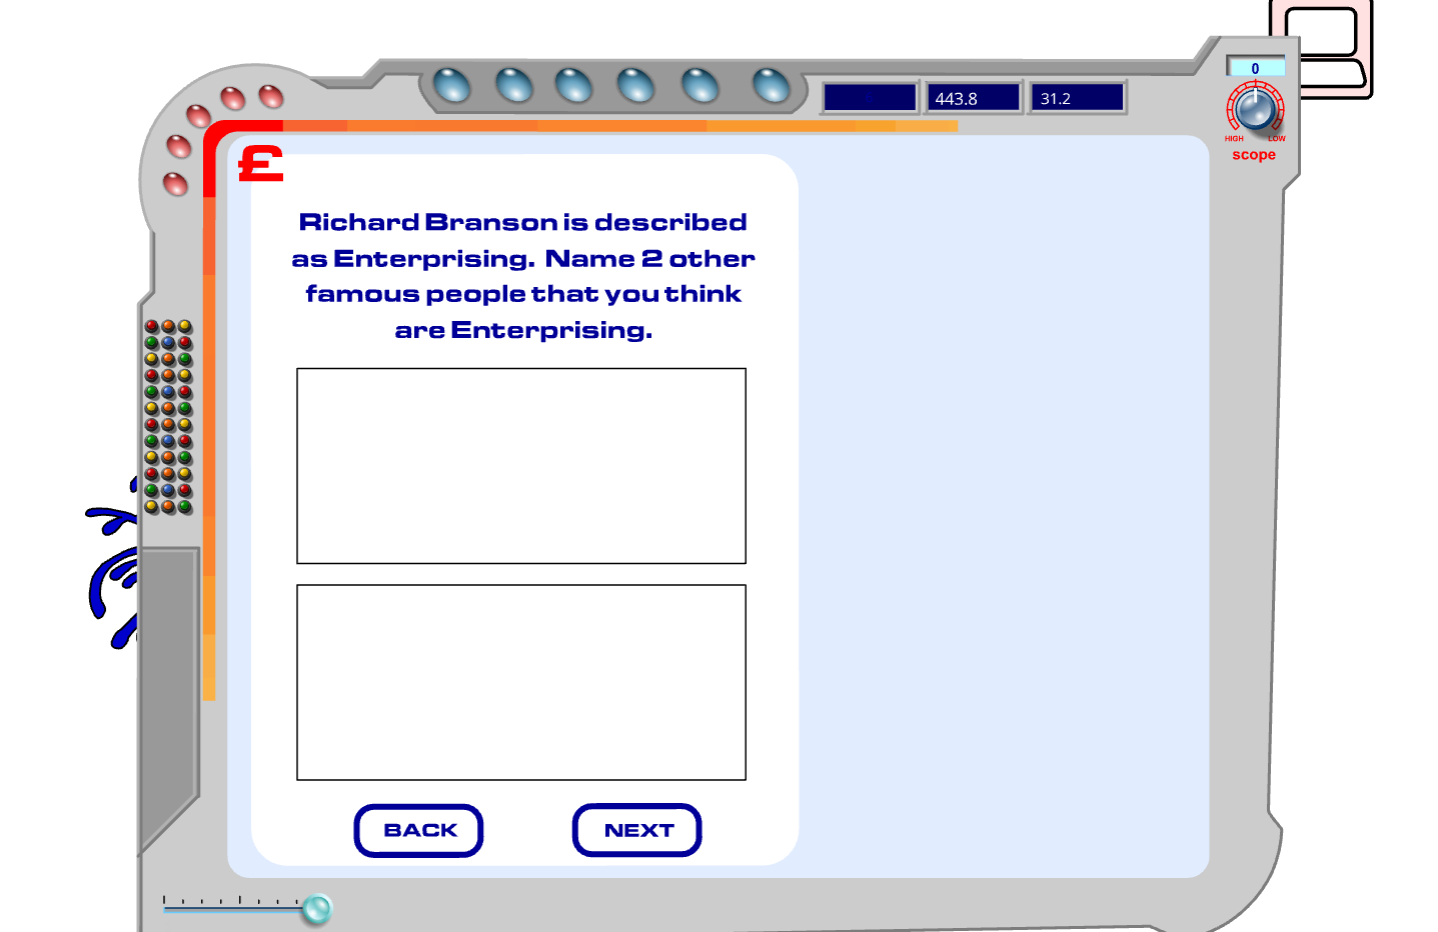 443.8
31.2
0
HIGH LOW
scope
£
Richard Branson is described
as Enterprising. Name 2 other
famous people that you think
are Enterprising.
BACK
NEXT